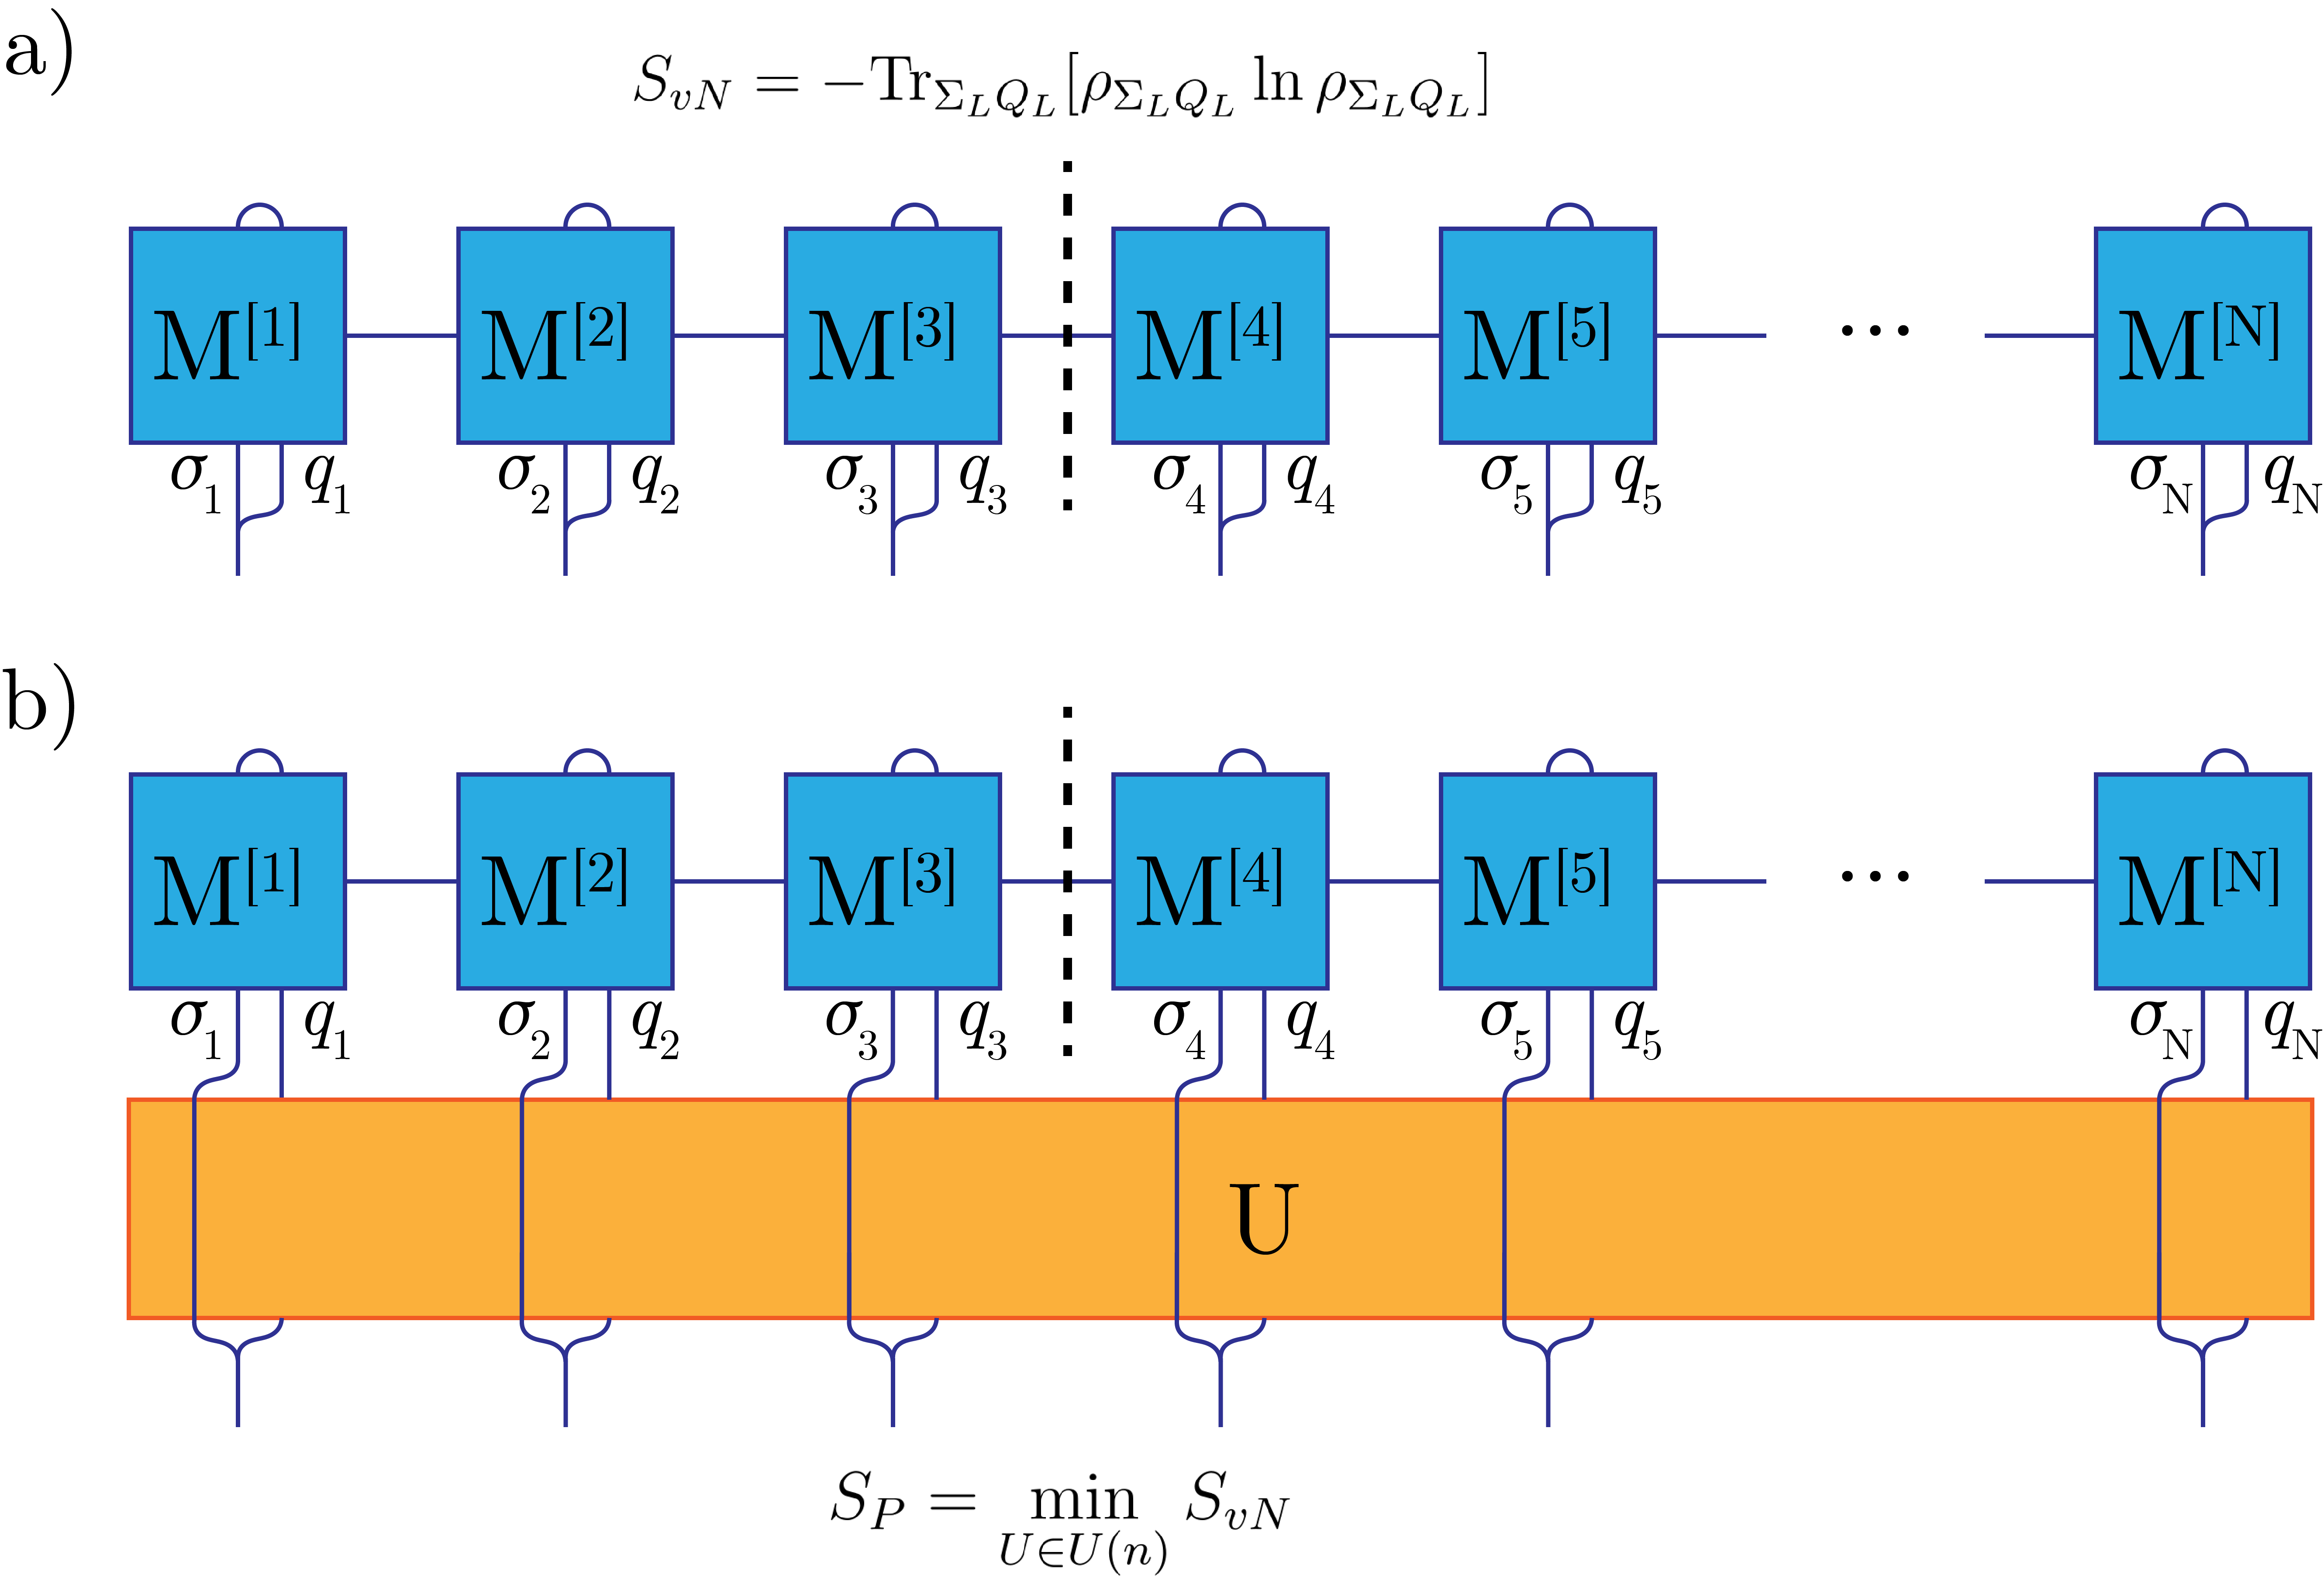 a)
S_{vN} = −Tr_{Σ_L Q_L}[ρ_{Σ_L Q_L} ln ρ_{Σ_L Q_L}]
M^{[1]} M^{[2]} M^{[3]} M^{[4]} M^{[5]} ··· M^{[N]}
σ_1 q_1 σ_2 q_2 σ_3 q_3 σ_4 q_4 σ_5 q_5 σ_N q_N
b)
M^{[1]} M^{[2]} M^{[3]} M^{[4]} M^{[5]} ··· M^{[N]}
σ_1 q_1 σ_2 q_2 σ_3 q_3 σ_4 q_4 σ_5 q_5 σ_N q_N
U
S_P = min_{U∈U(n)} S_{vN}